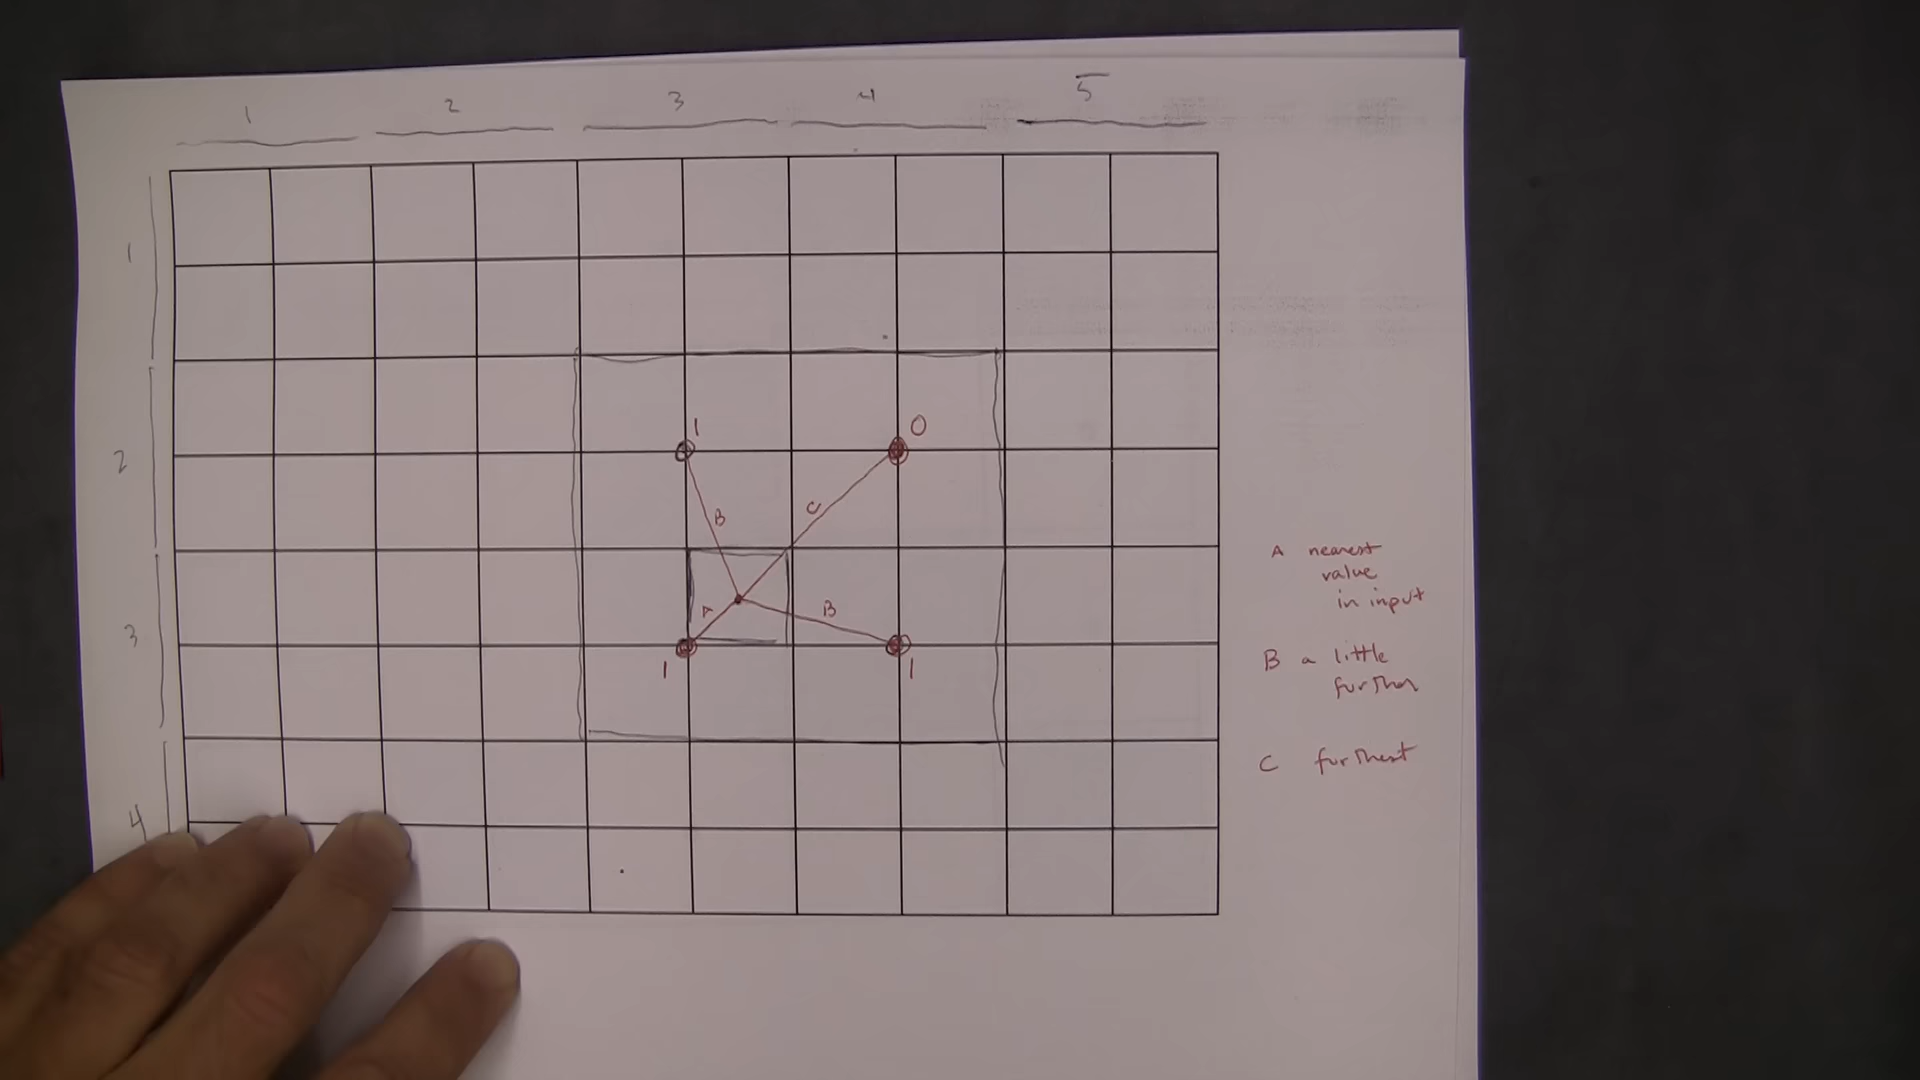 1 2 3 4 5
1
2
3
4
1 0
B C
A B
1 1
A nearest
value
in input
B a little
further
C furthest